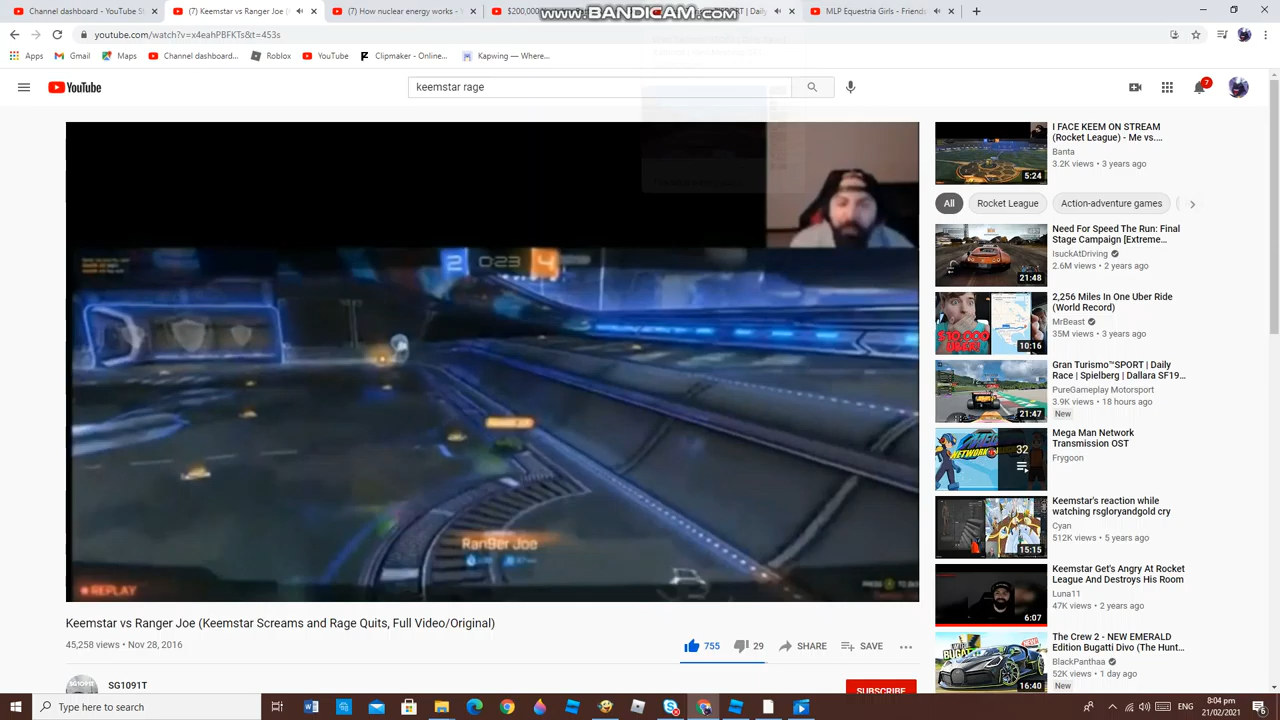 Channel dashboard - YouTube St
(7) Keemstar vs Ranger Joe (
(7) How nuclear energy works -
$200,000
www.BANDICAM.com
PORT | Daily
MLP Equestria Girls - Friends
youtube.com/watch?v=x4eahPBFKTs&t=453s
Apps
Gmail
Maps
Channel dashboard...
Roblox
YouTube
Clipmaker - Online...
Kapwing — Where...
YouTube
keemstar rage
7
0:23
Ran8er Joe
REPLAY
Keemstar vs Ranger Joe (Keemstar Screams and Rage Quits, Full Video/Original)
45,258 views • Nov 28, 2016
755
29
SHARE
SAVE
SG1091T
SUBSCRIBE
I FACE KEEM ON STREAM
(Rocket League) - Me vs....
Banta
3.2K views • 3 years ago
5:24
All
Rocket League
Action-adventure games
Need For Speed The Run: Final
Stage Campaign [Extreme...
IsuckAtDriving
2.6M views • 2 years ago
21:48
2,256 Miles In One Uber Ride
(World Record)
MrBeast
35M views • 3 years ago
$10,000
UBER!
10:16
Gran Turismo™SPORT | Daily
Race | Spielberg | Dallara SF19...
PureGameplay Motorsport
3.9K views • 18 hours ago
New
21:47
Mega Man Network
Transmission OST
Frygoon
NETWORK
32
Keemstar's reaction while
watching rsgloryandgold cry
Cyan
512K views • 5 years ago
15:15
Keemstar Get's Angry At Rocket
League And Destroys His Room
Luna11
47K views • 2 years ago
6:07
The Crew 2 - NEW EMERALD
Edition Bugatti Divo (The Hunt...
BlackPanthaa
52K views • 1 day ago
New
16:40
Type here to search
ENG
8:04 pm
21/02/2021